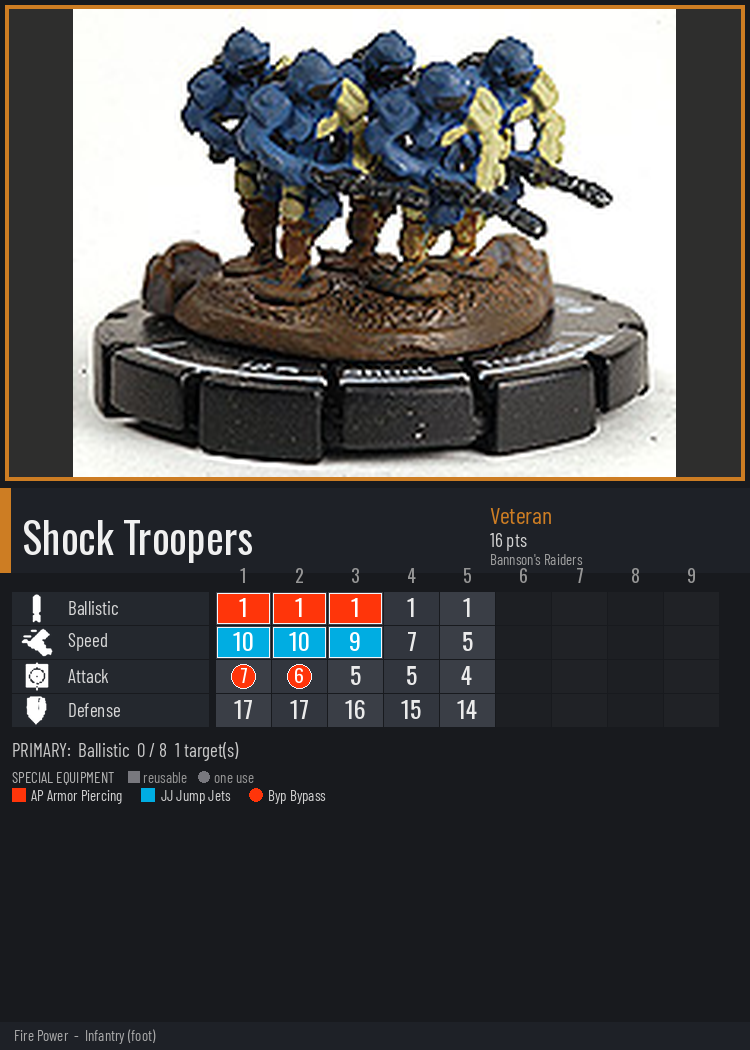 Shock Troopers
Veteran
16 pts
Bannson's Raiders
1 2 3 4 5 6 7 8 9
Ballistic 1 1 1 1 1
Speed 10 10 9 7 5
Attack 7 6 5 5 4
Defense 17 17 16 15 14
PRIMARY: Ballistic 0 / 8 1 target(s)
SPECIAL EQUIPMENT reusable one use
AP Armor Piercing JJ Jump Jets Byp Bypass
Fire Power - Infantry (foot)